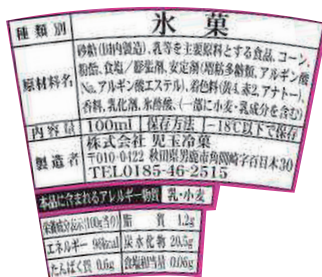 種類別 氷菓
原材料名 砂糖(国内製造)、乳等を主要原料とする食品、コーン
粉飴、食塩/膨張剤、安定剤(増粘多糖類、アルギン酸
Na、アルギン酸エステル)、着色料(黄4、赤2、アナトー)、
香料、乳化剤、氷酢酸、(一部に小麦・乳成分を含む)
内容量 100ml 保存方法 -18℃以下で保存
製造者 株式会社 児玉冷菓
〒010-0422 秋田県男鹿市角間崎字百日木30
TEL0185-46-2515
本品に含まれるアレルギー物質 乳・小麦
栄養成分表示(100g当り) 脂質 1.2g
エネルギー 98kcal 炭水化物 20.5g
たんぱく質 0.6g 食塩相当量 0.06g